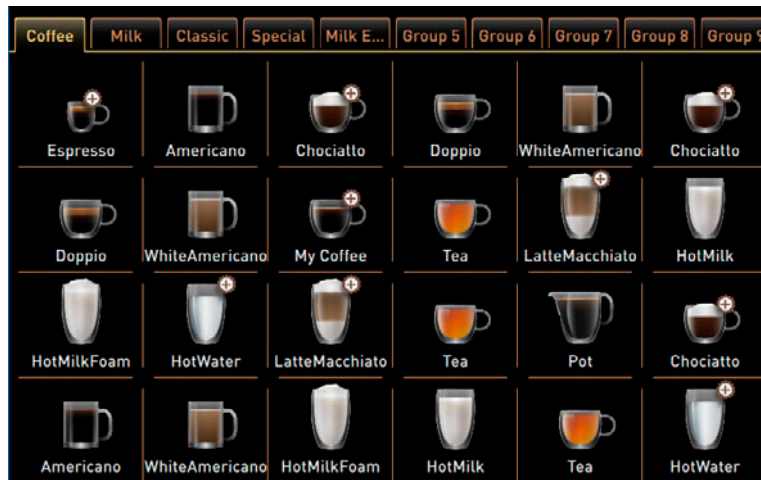 Coffee Milk Classic Special Milk E... Group 5 Group 6 Group 7 Group 8 Group
Espresso Americano Chociatto Doppio WhiteAmericano Chociatto
Doppio WhiteAmericano My Coffee Tea LatteMacchiato HotMilk
HotMilkFoam HotWater LatteMacchiato Tea Pot Chociatto
Americano WhiteAmericano HotMilkFoam HotMilk Tea HotWater